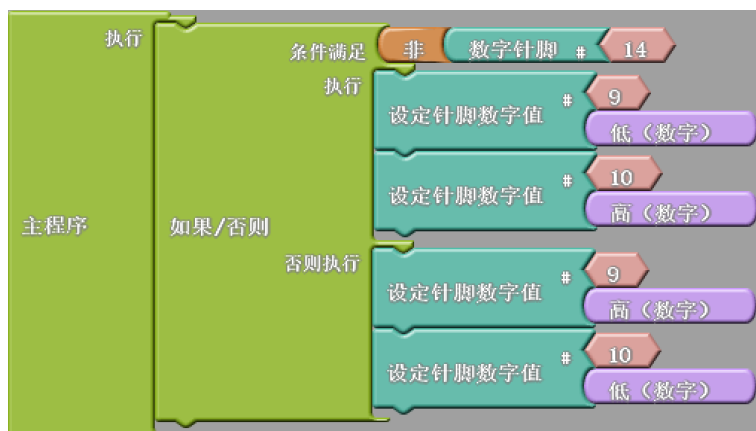 执行
条件满足 非 数字针脚 # 14
执行
设定针脚数字值 # 9
低（数字）
设定针脚数字值 # 10
高（数字）
主程序 如果/否则
否则执行
设定针脚数字值 # 9
高（数字）
设定针脚数字值 # 10
低（数字）